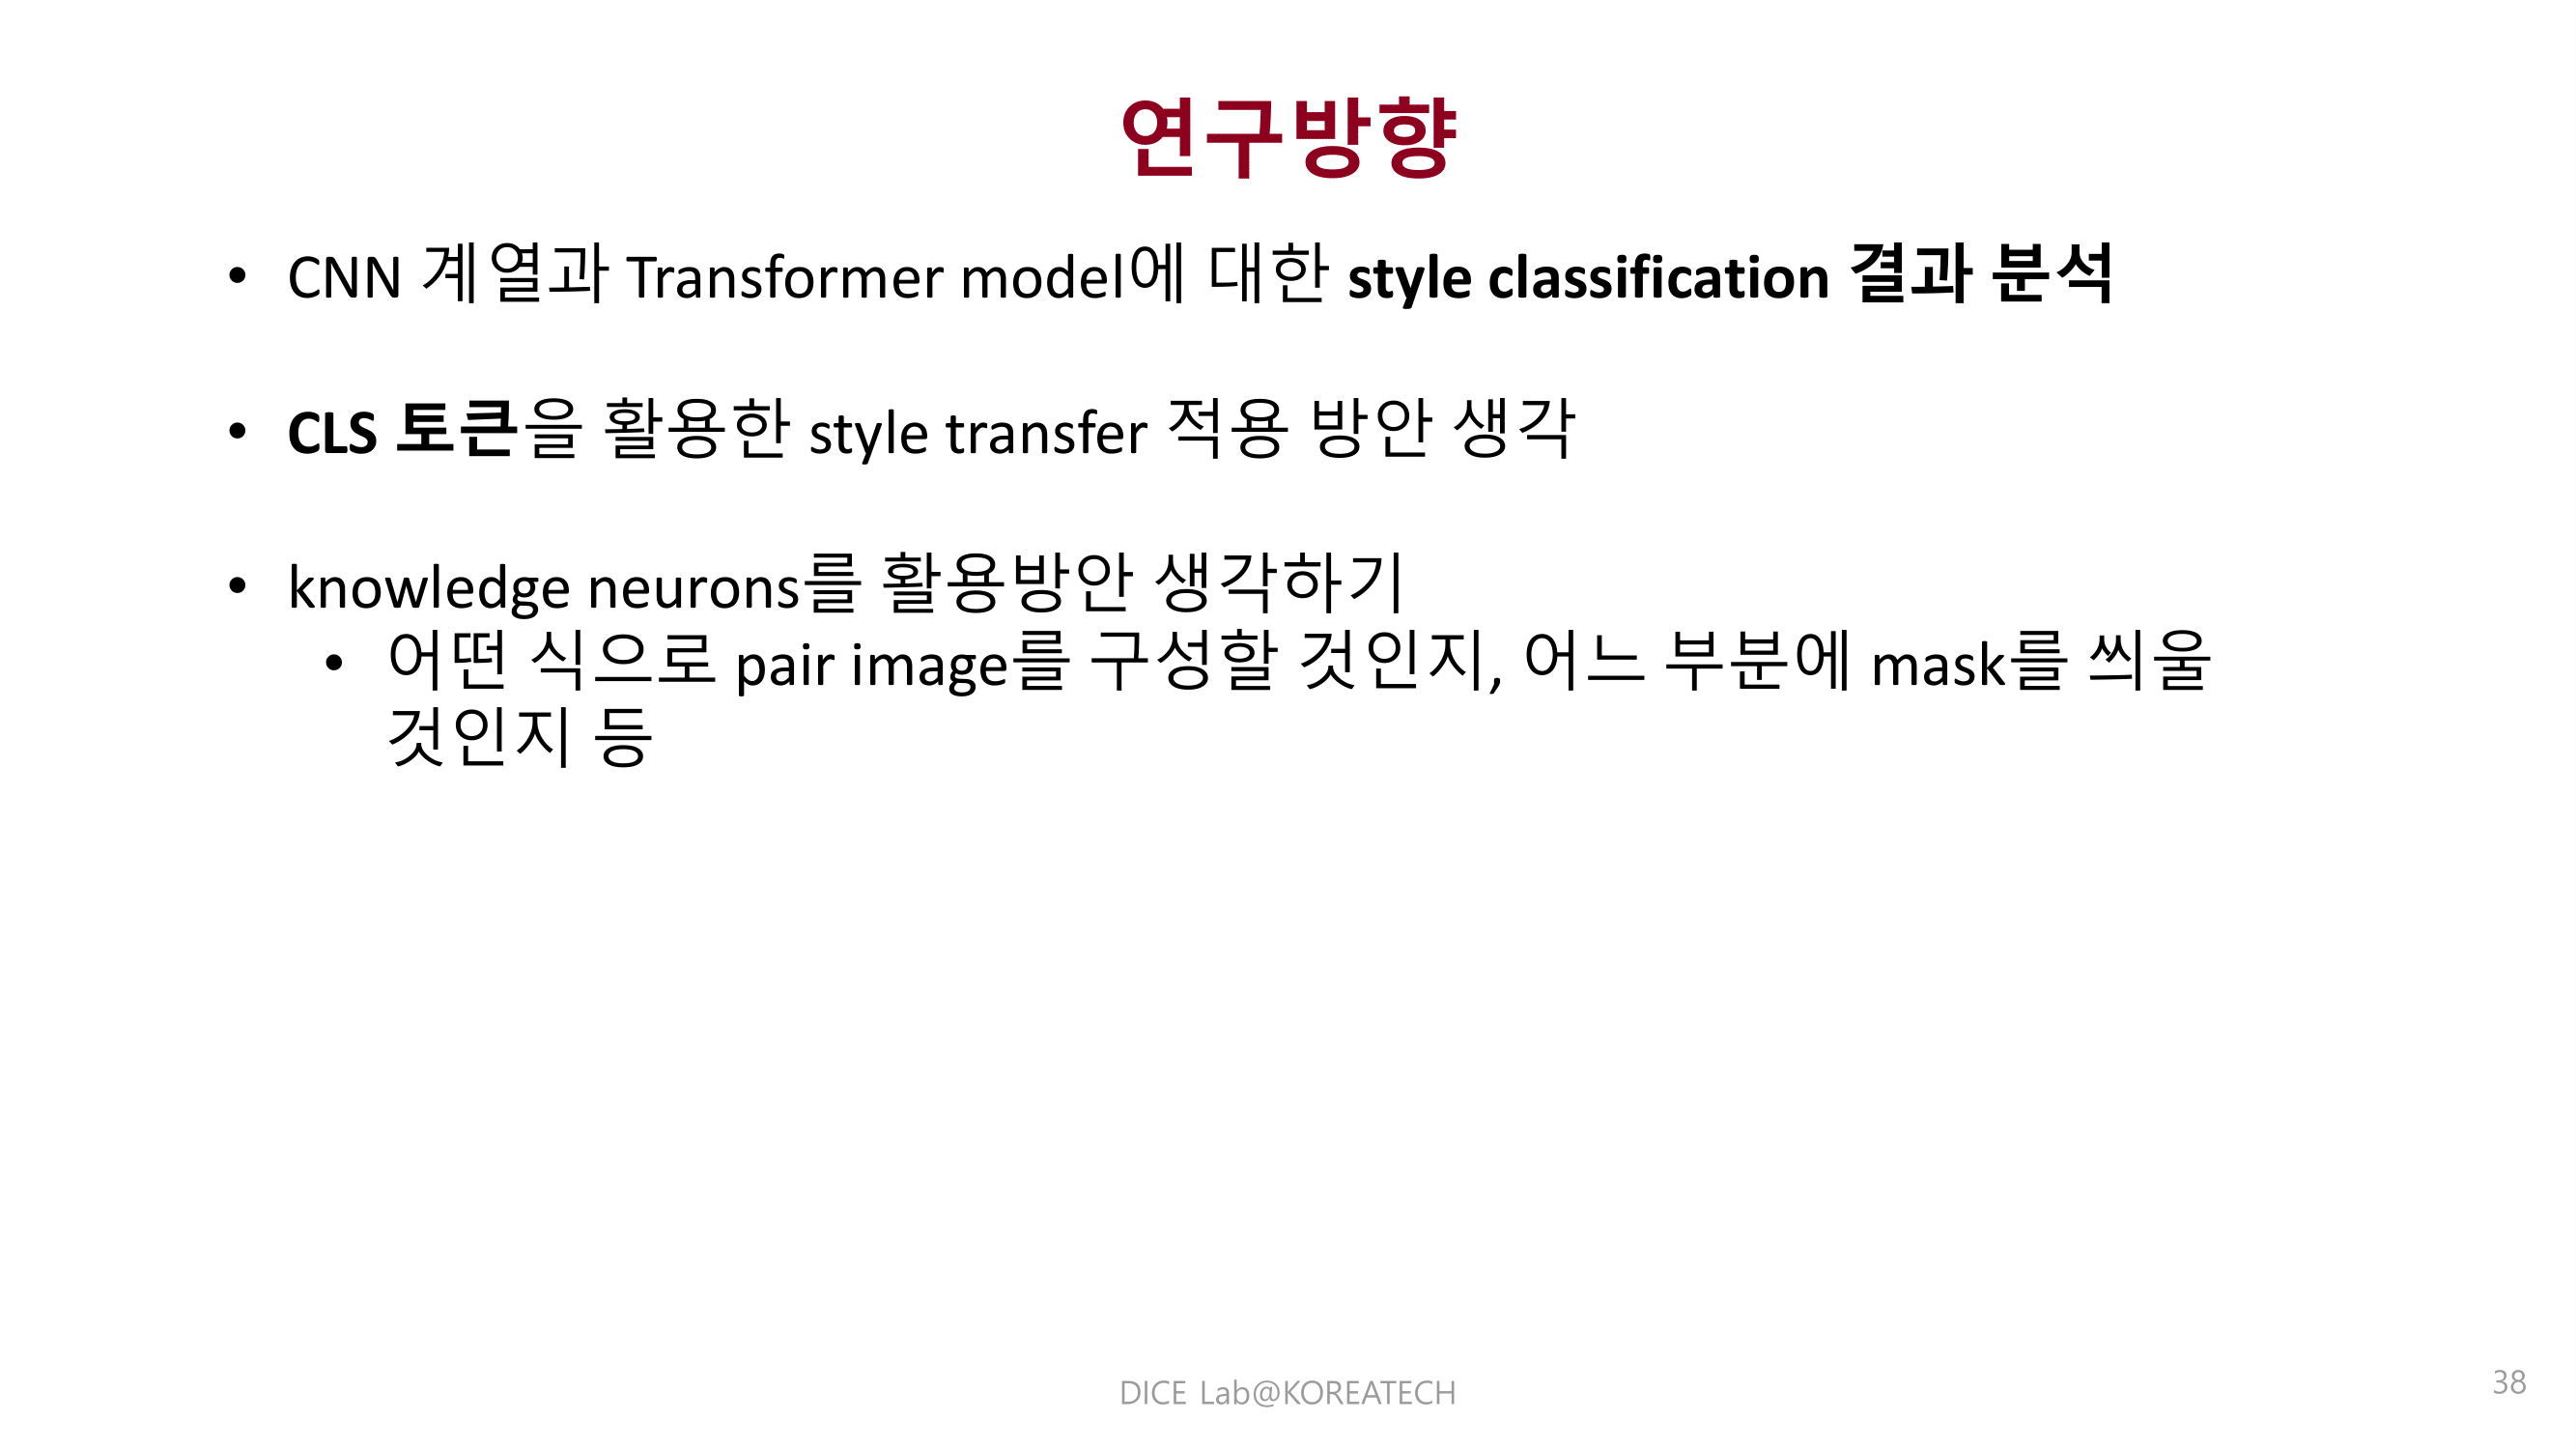 연구방향
• CNN 계열과 Transformer model에 대한 style classification 결과 분석
• CLS 토큰을 활용한 style transfer 적용 방안 생각
• knowledge neurons를 활용방안 생각하기
• 어떤 식으로 pair image를 구성할 것인지, 어느 부분에 mask를 씌울
것인지 등
DICE Lab@KOREATECH
38